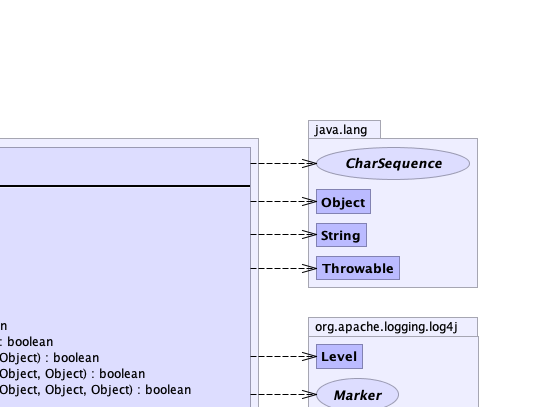 java.lang
CharSequence
Object
String
Throwable
n
: boolean
Object) : boolean
Object, Object) : boolean
Object, Object, Object) : boolean
org.apache.logging.log4j
Level
Marker